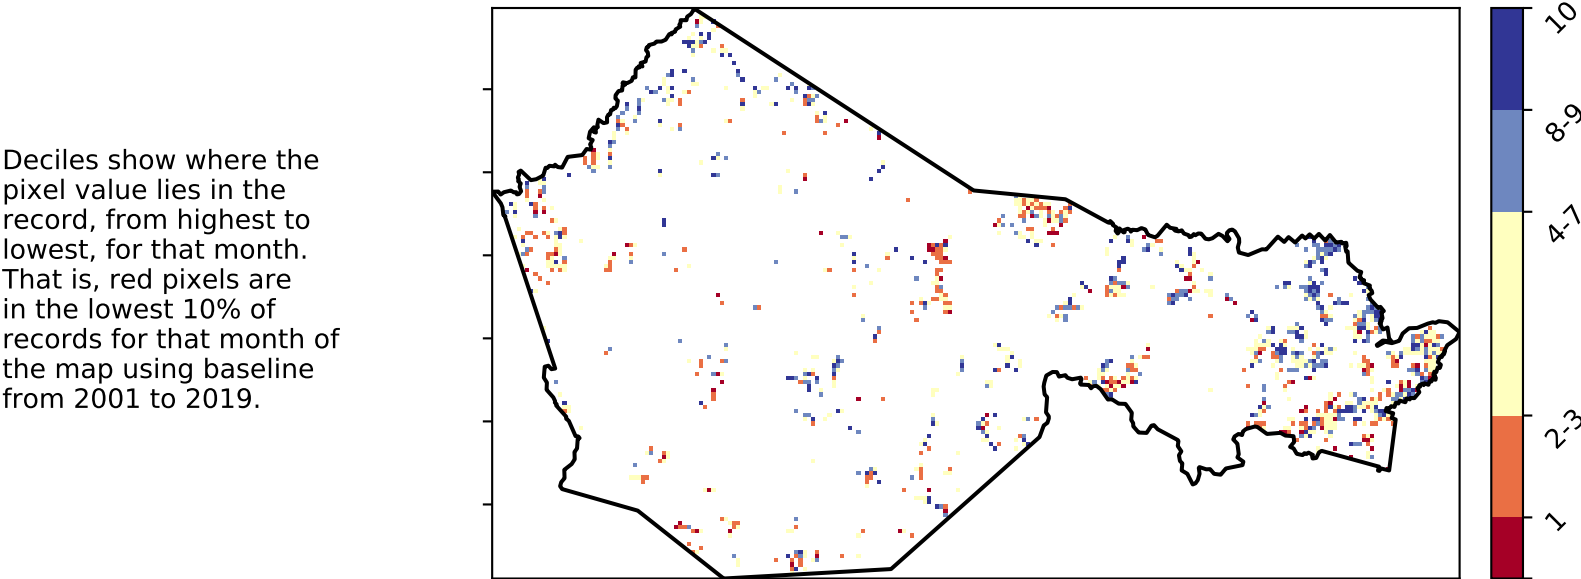 Deciles show where the
pixel value lies in the
record, from highest to
lowest, for that month.
That is, red pixels are
in the lowest 10% of
records for that month of
the map using baseline
from 2001 to 2019.
10
8-9
4-7
2-3
1